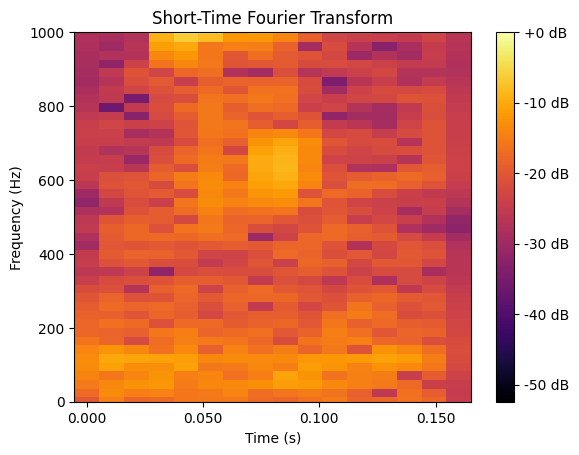 Short-Time Fourier Transform
1000
800
600
400
200
0
Frequency (Hz)
0.000
0.050
0.100
0.150
Time (s)
+0 dB
-10 dB
-20 dB
-30 dB
-40 dB
-50 dB